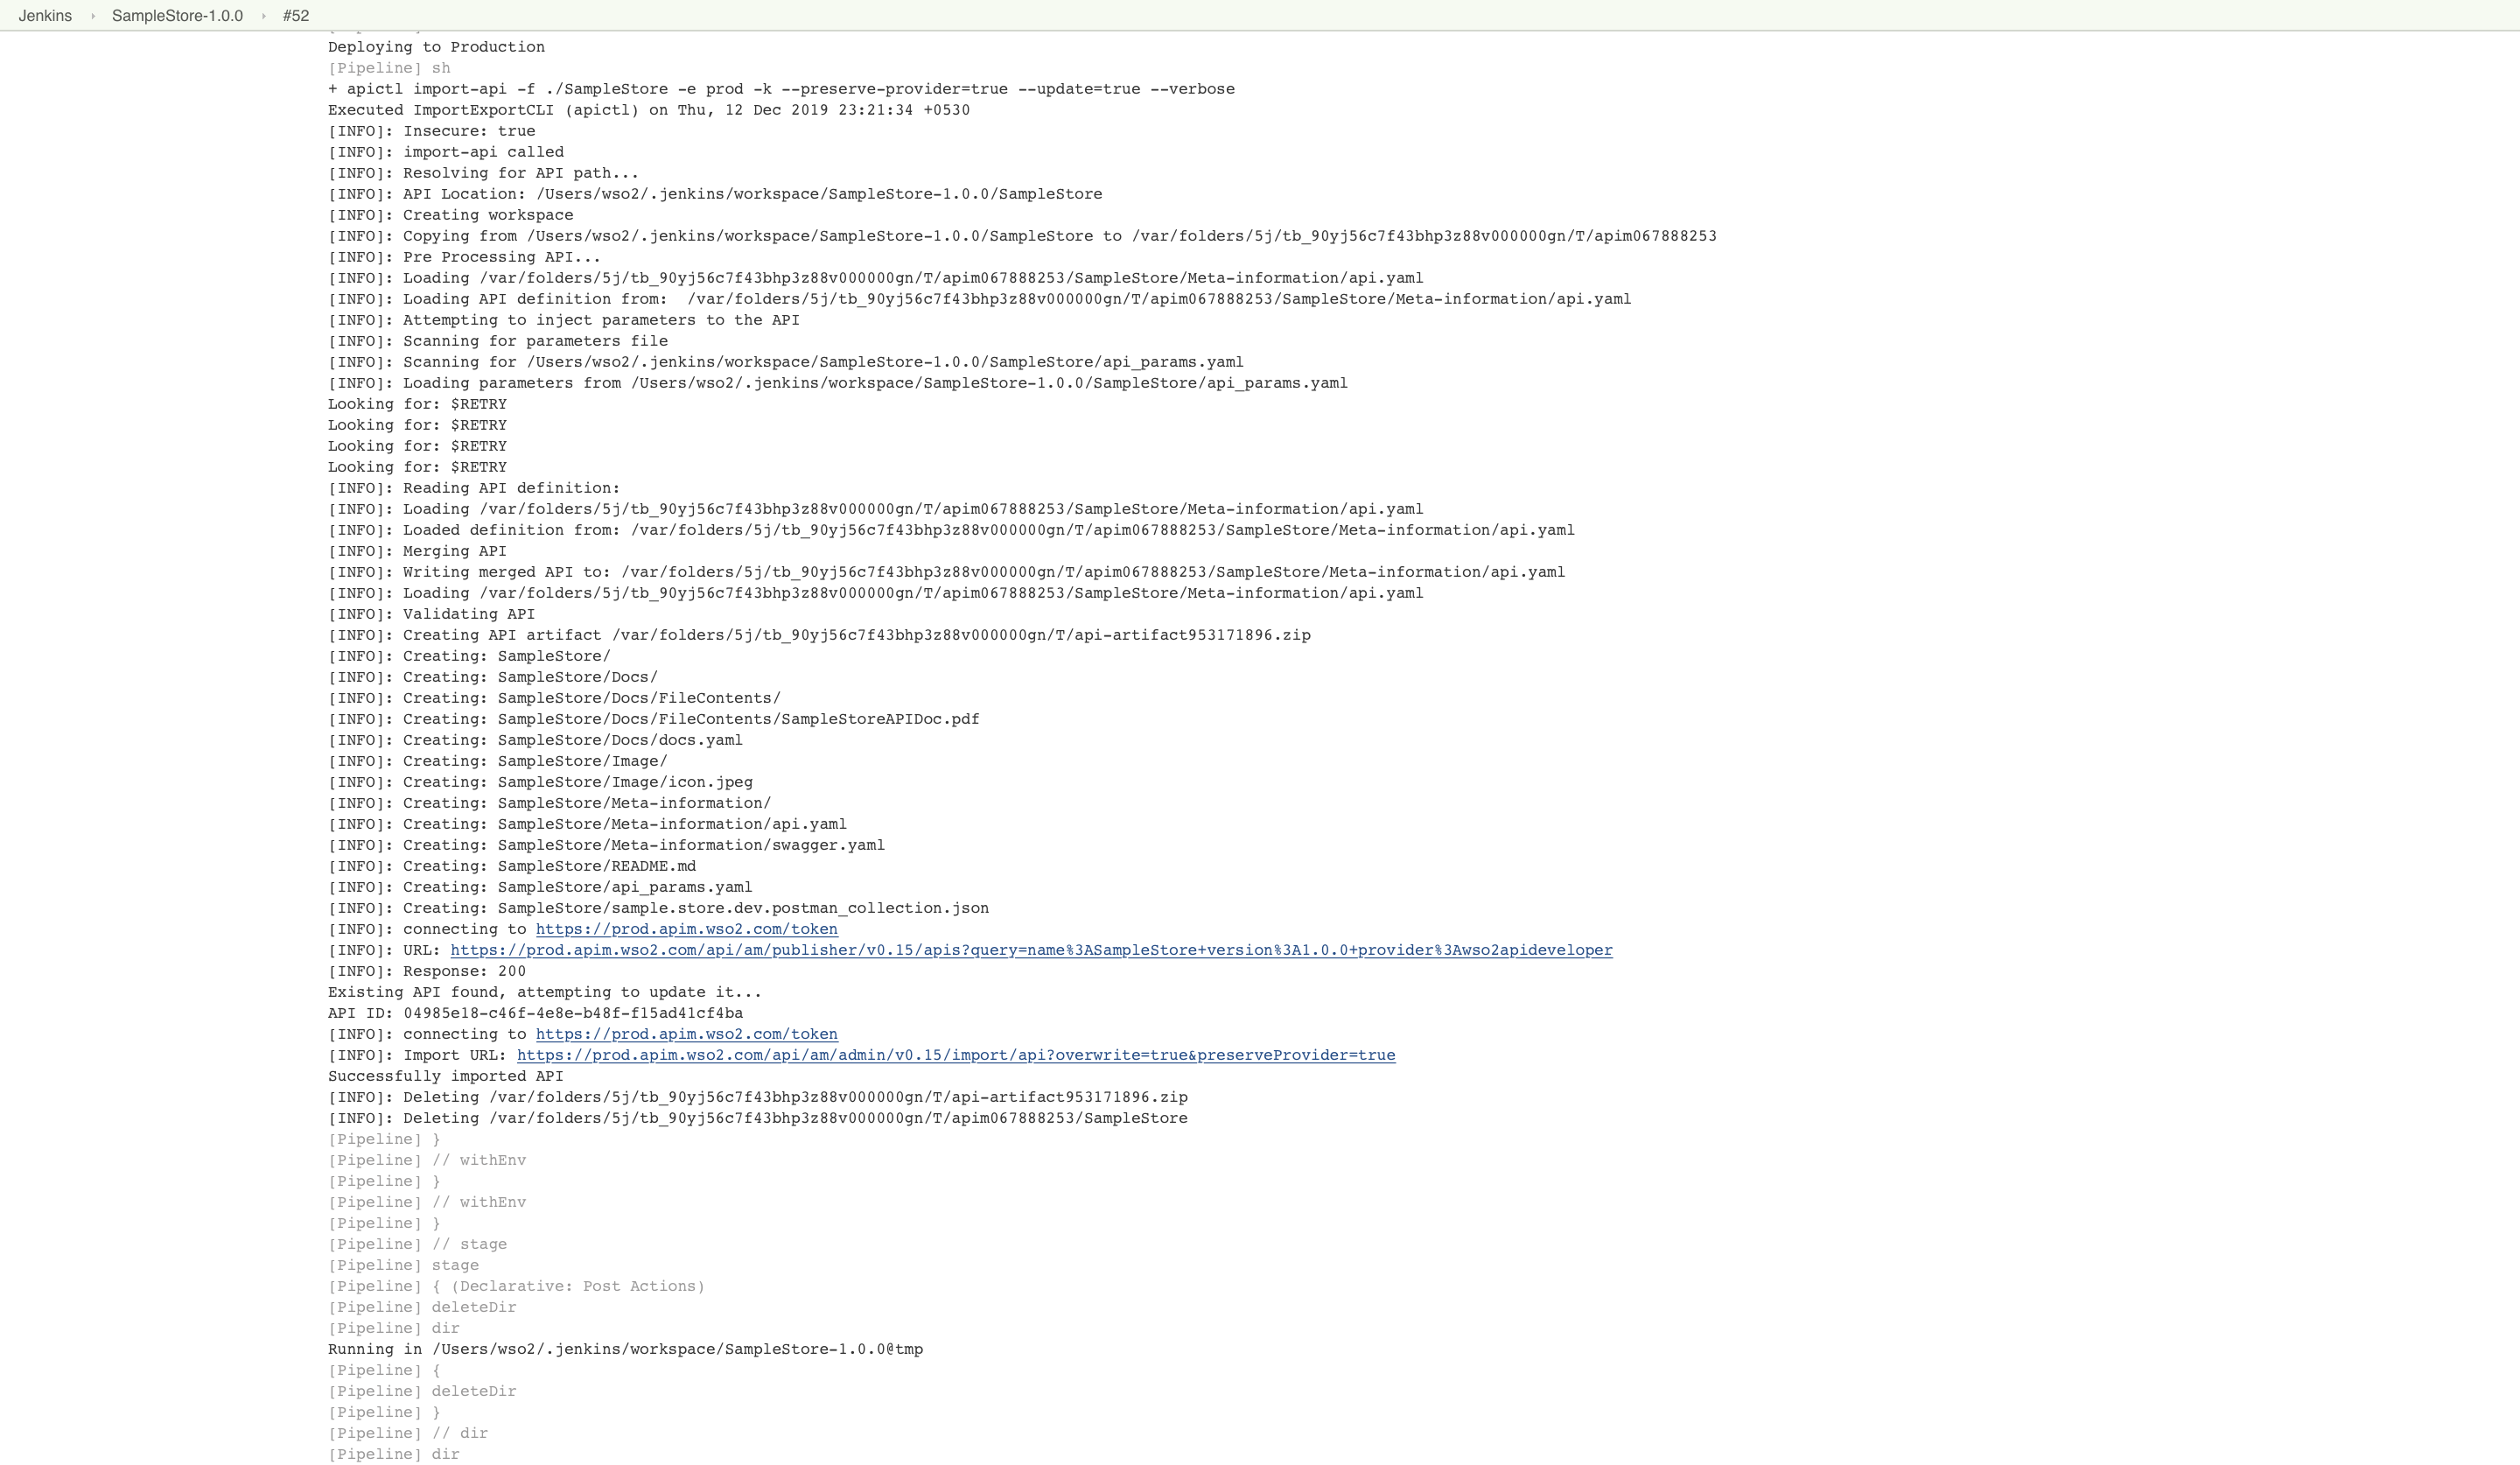 Jenkins SampleStore-1.0.0 #52
Deploying to Production
[Pipeline] sh
+ apictl import-api -f ./SampleStore -e prod -k --preserve-provider=true --update=true --verbose
Executed ImportExportCLI (apictl) on Thu, 12 Dec 2019 23:21:34 +0530
[INFO]: Insecure: true
[INFO]: import-api called
[INFO]: Resolving for API path...
[INFO]: API Location: /Users/wso2/.jenkins/workspace/SampleStore-1.0.0/SampleStore
[INFO]: Creating workspace
[INFO]: Copying from /Users/wso2/.jenkins/workspace/SampleStore-1.0.0/SampleStore to /var/folders/5j/tb_90yj56c7f43bhp3z88v000000gn/T/apim067888253
[INFO]: Pre Processing API...
[INFO]: Loading /var/folders/5j/tb_90yj56c7f43bhp3z88v000000gn/T/apim067888253/SampleStore/Meta-information/api.yaml
[INFO]: Loading API definition from:  /var/folders/5j/tb_90yj56c7f43bhp3z88v000000gn/T/apim067888253/SampleStore/Meta-information/api.yaml
[INFO]: Attempting to inject parameters to the API
[INFO]: Scanning for parameters file
[INFO]: Scanning for /Users/wso2/.jenkins/workspace/SampleStore-1.0.0/SampleStore/api_params.yaml
[INFO]: Loading parameters from /Users/wso2/.jenkins/workspace/SampleStore-1.0.0/SampleStore/api_params.yaml
Looking for: $RETRY
Looking for: $RETRY
Looking for: $RETRY
Looking for: $RETRY
[INFO]: Reading API definition:
[INFO]: Loading /var/folders/5j/tb_90yj56c7f43bhp3z88v000000gn/T/apim067888253/SampleStore/Meta-information/api.yaml
[INFO]: Loaded definition from: /var/folders/5j/tb_90yj56c7f43bhp3z88v000000gn/T/apim067888253/SampleStore/Meta-information/api.yaml
[INFO]: Merging API
[INFO]: Writing merged API to: /var/folders/5j/tb_90yj56c7f43bhp3z88v000000gn/T/apim067888253/SampleStore/Meta-information/api.yaml
[INFO]: Loading /var/folders/5j/tb_90yj56c7f43bhp3z88v000000gn/T/apim067888253/SampleStore/Meta-information/api.yaml
[INFO]: Validating API
[INFO]: Creating API artifact /var/folders/5j/tb_90yj56c7f43bhp3z88v000000gn/T/api-artifact953171896.zip
[INFO]: Creating: SampleStore/
[INFO]: Creating: SampleStore/Docs/
[INFO]: Creating: SampleStore/Docs/FileContents/
[INFO]: Creating: SampleStore/Docs/FileContents/SampleStoreAPIDoc.pdf
[INFO]: Creating: SampleStore/Docs/docs.yaml
[INFO]: Creating: SampleStore/Image/
[INFO]: Creating: SampleStore/Image/icon.jpeg
[INFO]: Creating: SampleStore/Meta-information/
[INFO]: Creating: SampleStore/Meta-information/api.yaml
[INFO]: Creating: SampleStore/Meta-information/swagger.yaml
[INFO]: Creating: SampleStore/README.md
[INFO]: Creating: SampleStore/api_params.yaml
[INFO]: Creating: SampleStore/sample.store.dev.postman_collection.json
[INFO]: connecting to https://prod.apim.wso2.com/token
[INFO]: URL: https://prod.apim.wso2.com/api/am/publisher/v0.15/apis?query=name%3ASampleStore+version%3A1.0.0+provider%3Awso2apideveloper
[INFO]: Response: 200
Existing API found, attempting to update it...
API ID: 04985e18-c46f-4e8e-b48f-f15ad41cf4ba
[INFO]: connecting to https://prod.apim.wso2.com/token
[INFO]: Import URL: https://prod.apim.wso2.com/api/am/admin/v0.15/import/api?overwrite=true&preserveProvider=true
Successfully imported API
[INFO]: Deleting /var/folders/5j/tb_90yj56c7f43bhp3z88v000000gn/T/api-artifact953171896.zip
[INFO]: Deleting /var/folders/5j/tb_90yj56c7f43bhp3z88v000000gn/T/apim067888253/SampleStore
[Pipeline] }
[Pipeline] // withEnv
[Pipeline] }
[Pipeline] // withEnv
[Pipeline] }
[Pipeline] // stage
[Pipeline] stage
[Pipeline] { (Declarative: Post Actions)
[Pipeline] deleteDir
[Pipeline] dir
Running in /Users/wso2/.jenkins/workspace/SampleStore-1.0.0@tmp
[Pipeline] {
[Pipeline] deleteDir
[Pipeline] }
[Pipeline] // dir
[Pipeline] dir